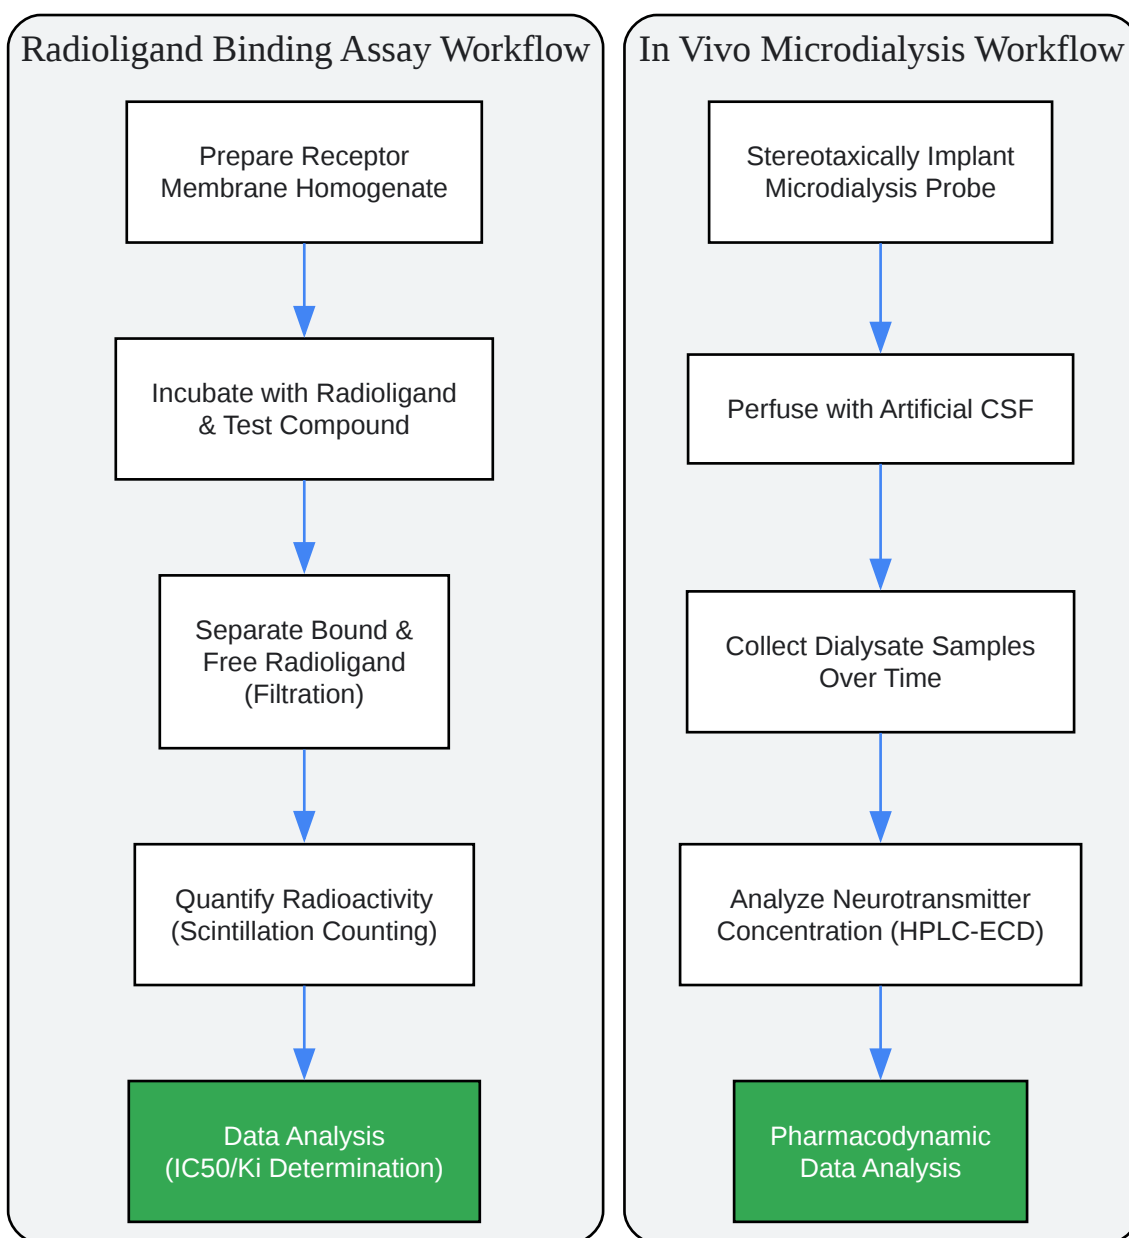 Radioligand Binding Assay Workflow
Prepare Receptor
Membrane Homogenate
Incubate with Radioligand
& Test Compound
Separate Bound &
Free Radioligand
(Filtration)
Quantify Radioactivity
(Scintillation Counting)
Data Analysis
(IC50/Ki Determination)
In Vivo Microdialysis Workflow
Stereotaxically Implant
Microdialysis Probe
Perfuse with Artificial CSF
Collect Dialysate Samples
Over Time
Analyze Neurotransmitter
Concentration (HPLC-ECD)
Pharmacodynamic
Data Analysis